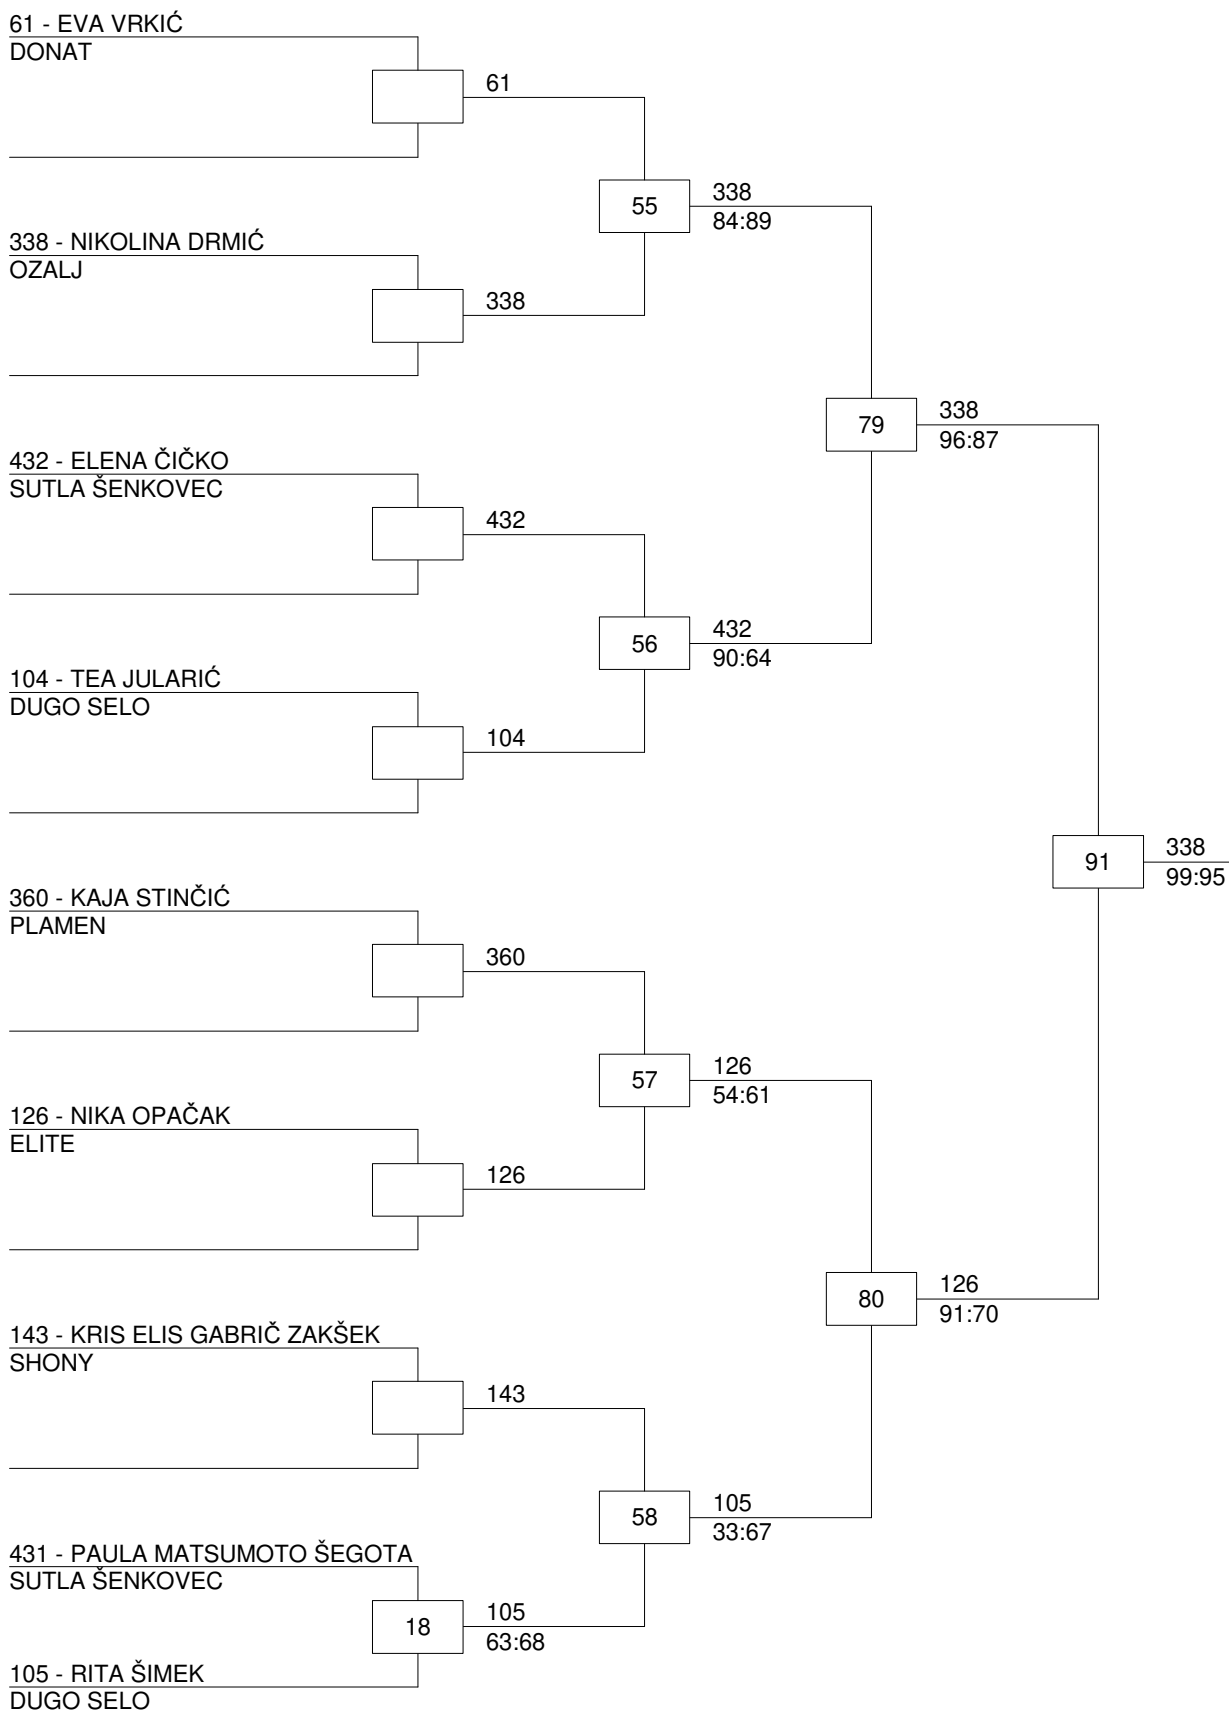 61 - EVA VRKIĆ
DONAT
61
55
338
84:89
338 - NIKOLINA DRMIĆ
OZALJ
338
79
338
96:87
432 - ELENA ČIČKO
SUTLA ŠENKOVEC
432
56
432
90:64
104 - TEA JULARIĆ
DUGO SELO
104
91
338
99:95
360 - KAJA STINČIĆ
PLAMEN
360
57
126
54:61
126 - NIKA OPAČAK
ELITE
126
80
126
91:70
143 - KRIS ELIS GABRIČ ZAKŠEK
SHONY
143
58
105
33:67
431 - PAULA MATSUMOTO ŠEGOTA
SUTLA ŠENKOVEC
18
105
63:68
105 - RITA ŠIMEK
DUGO SELO